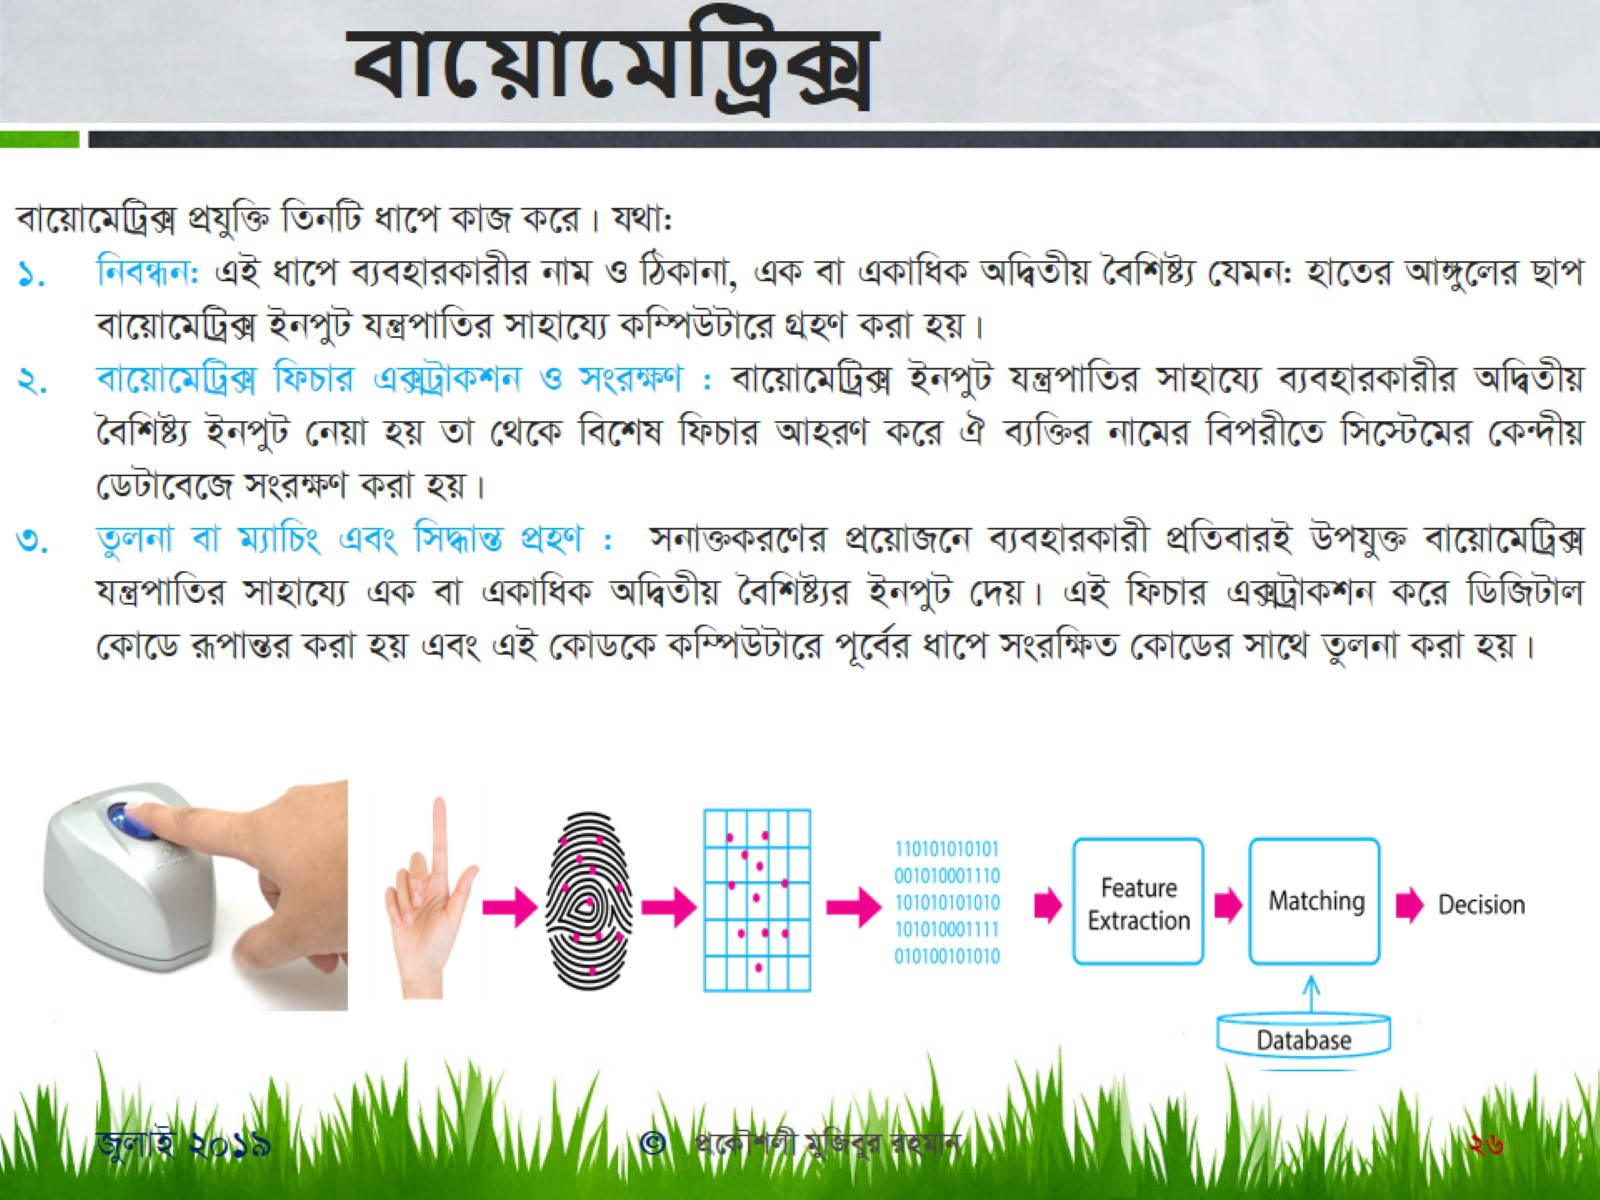 বায়োমেট্রিক্স
বায়োমেট্রিক্স প্রযুক্তি তিনটি ধাপে কাজ করে। যথা:
১. নিবন্ধন: এই ধাপে ব্যবহারকারীর নাম ও ঠিকানা, এক বা একাধিক অদ্বিতীয় বৈশিষ্ট্য যেমন: হাতের আঙ্গুলের ছাপ
বায়োমেট্রিক্স ইনপুট যন্ত্রপাতির সাহায্যে কম্পিউটারে গ্রহণ করা হয়।
২. বায়োমেট্রিক্স ফিচার এক্সট্রাকশন ও সংরক্ষণ : বায়োমেট্রিক্স ইনপুট যন্ত্রপাতির সাহায্যে ব্যবহারকারীর অদ্বিতীয়
বৈশিষ্ট্য ইনপুট নেয়া হয় তা থেকে বিশেষ ফিচার আহরণ করে ঐ ব্যক্তির নামের বিপরীতে সিস্টেমের কেন্দীয়
ডেটাবেজে সংরক্ষণ করা হয়।
৩. তুলনা বা ম্যাচিং এবং সিদ্ধান্ত প্রহণ : সনাক্তকরণের প্রয়োজনে ব্যবহারকারী প্রতিবারই উপযুক্ত বায়োমেট্রিক্স
যন্ত্রপাতির সাহায্যে এক বা একাধিক অদ্বিতীয় বৈশিষ্ট্যর ইনপুট দেয়। এই ফিচার এক্সট্রাকশন করে ডিজিটাল
কোডে রূপান্তর করা হয় এবং এই কোডকে কম্পিউটারে পূর্বের ধাপে সংরক্ষিত কোডের সাথে তুলনা করা হয়।
110101010101
001010001110
101010101010
101010001111
010100101010
Feature
Extraction
Matching
Decision
Database
জুলাই ২০১৯
© প্রকৌশলী মুজিবুর রহমান
২৬